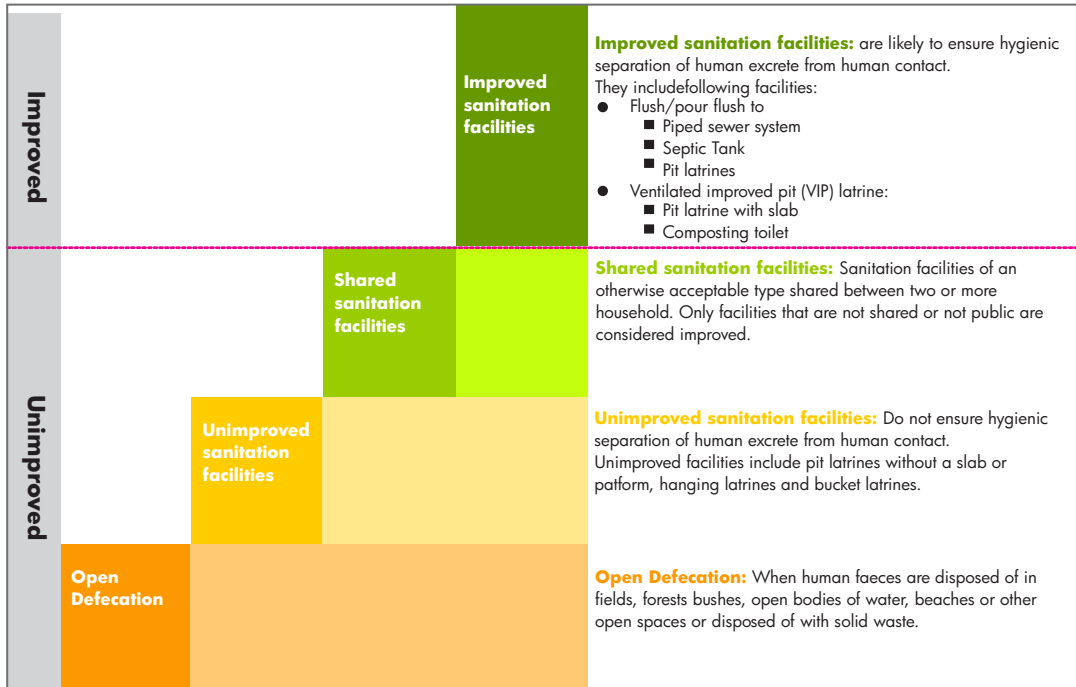 Improved
Improved
sanitation
facilities
Improved sanitation facilities: are likely to ensure hygienic
separation of human excrete from human contact.
They includefollowing facilities:
● Flush/pour flush to
■ Piped sewer system
■ Septic Tank
■ Pit latrines
● Ventilated improved pit (VIP) latrine:
■ Pit latrine with slab
■ Composting toilet
Unimproved
Shared
sanitation
facilities
Shared sanitation facilities: Sanitation facilities of an
otherwise acceptable type shared between two or more
household. Only facilities that are not shared or not public are
considered improved.
Unimproved
sanitation
facilities
Unimproved sanitation facilities: Do not ensure hygienic
separation of human excrete from human contact.
Unimproved facilities include pit latrines without a slab or
patform, hanging latrines and bucket latrines.
Open
Defecation
Open Defecation: When human faeces are disposed of in
fields, forests bushes, open bodies of water, beaches or other
open spaces or disposed of with solid waste.